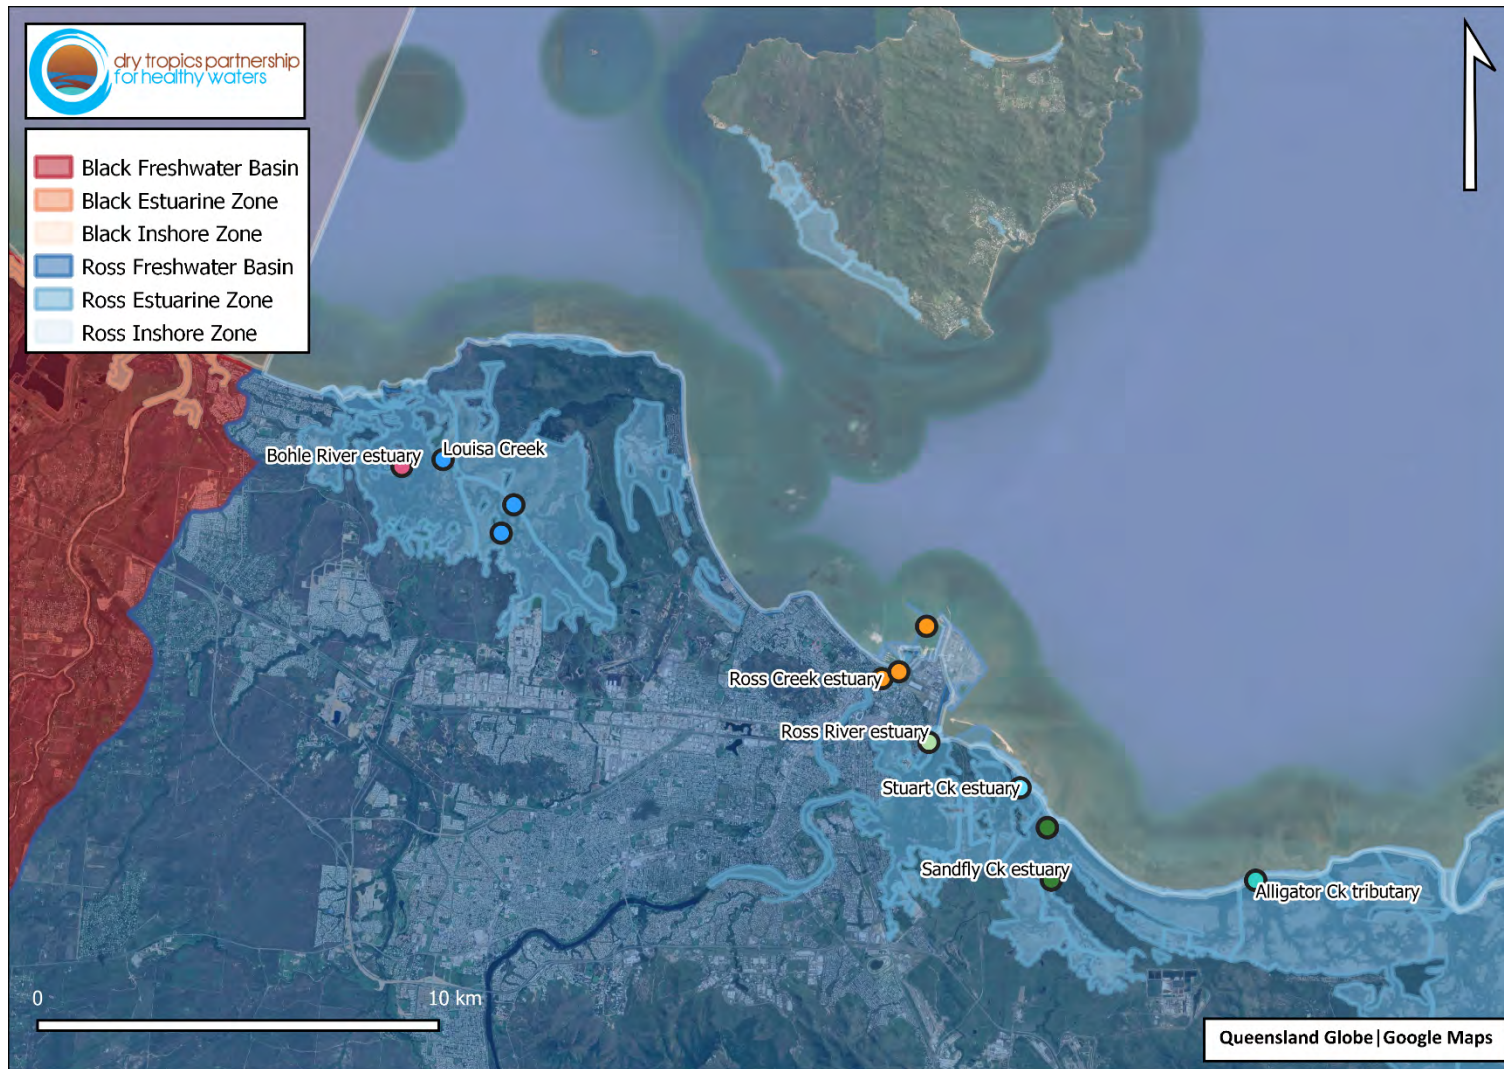 dry tropics partnership
for healthy waters
Black Freshwater Basin
Black Estuarine Zone
Black Inshore Zone
Ross Freshwater Basin
Ross Estuarine Zone
Ross Inshore Zone
Bohle River estuary
Louisa Creek
Ross Creek estuary
Ross River estuary
Stuart Ck estuary
Sandfly Ck estuary
Alligator Ck tributary
0
10 km
Queensland Globe|Google Maps